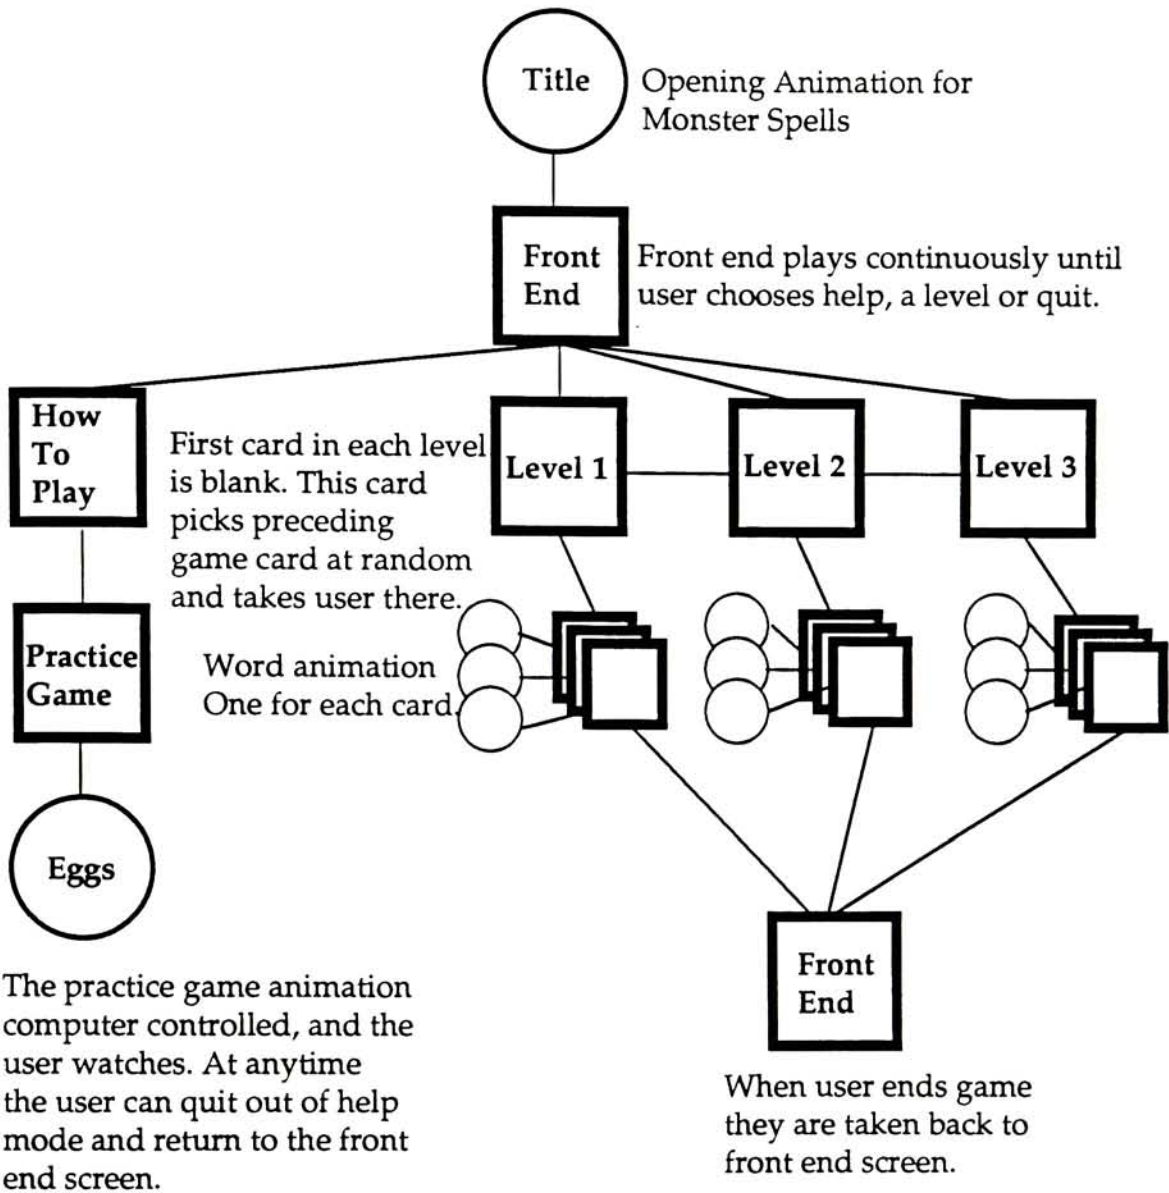 Title
Opening Animation for
Monster Spells
Front
End
Front end plays continuously until
user chooses help, a level or quit.
How
To
Play
First card in each level
is blank. This card
picks preceding
game card at random
and takes user there.
Level 1
Level 2
Level 3
Practice
Game
Word animation
One for each card.
Eggs
The practice game animation
computer controlled, and the
user watches. At anytime
the user can quit out of help
mode and return to the front
end screen.
Front
End
When user ends game
they are taken back to
front end screen.